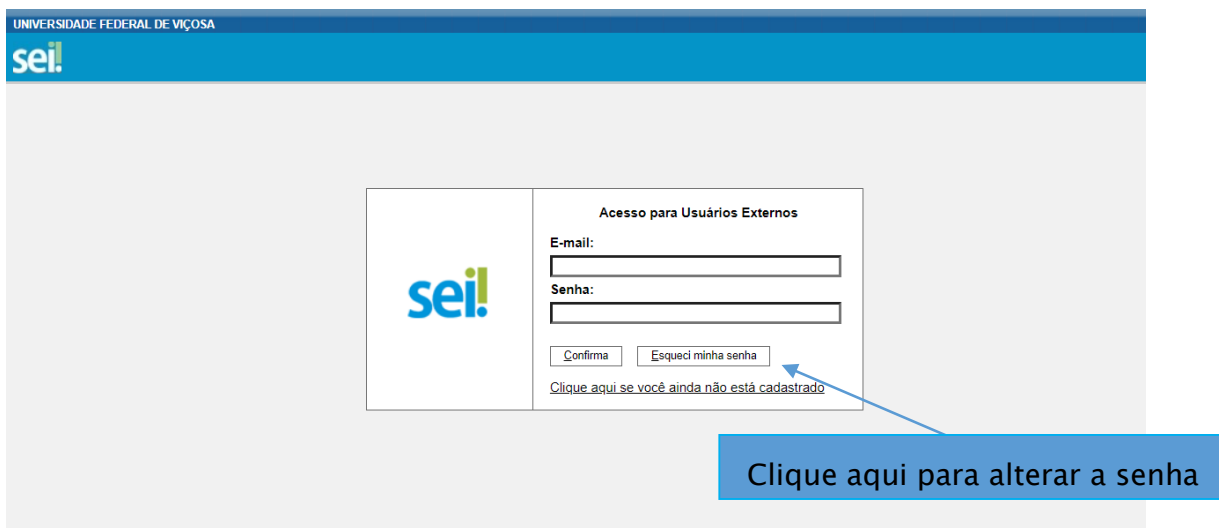 UNIVERSIDADE FEDERAL DE VIÇOSA
sei!
Acesso para Usuários Externos
E-mail:
sei!
Senha:
Confirma Esqueci minha senha
Clique aqui se você ainda não está cadastrado
Clique aqui para alterar a senha